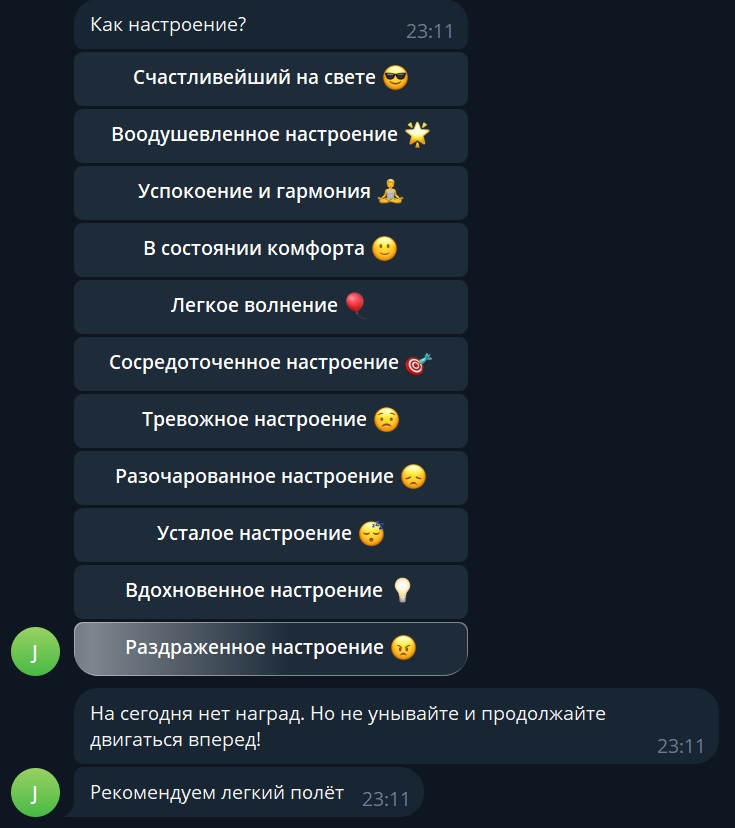 Как настроение?
23:11
Счастливейший на свете 😎
Воодушевленное настроение 🌟
Успокоение и гармония 🧘
В состоянии комфорта 🙂
Легкое волнение 🎈
Сосредоточенное настроение 🎯
Тревожное настроение 😟
Разочарованное настроение 😞
Усталое настроение 😴
Вдохновенное настроение 💡
Раздраженное настроение 😠
J
На сегодня нет наград. Но не унывайте и продолжайте
двигаться вперед!
23:11
J
Рекомендуем легкий полёт
23:11